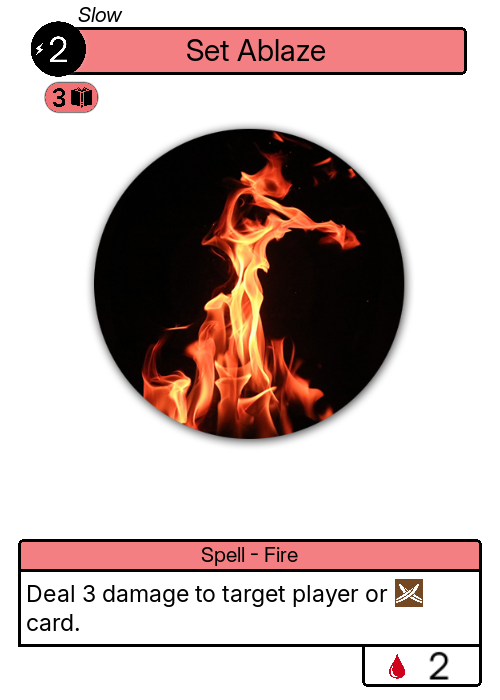 Slow
2
Set Ablaze
3
Spell - Fire
Deal 3 damage to target player or
card.
2